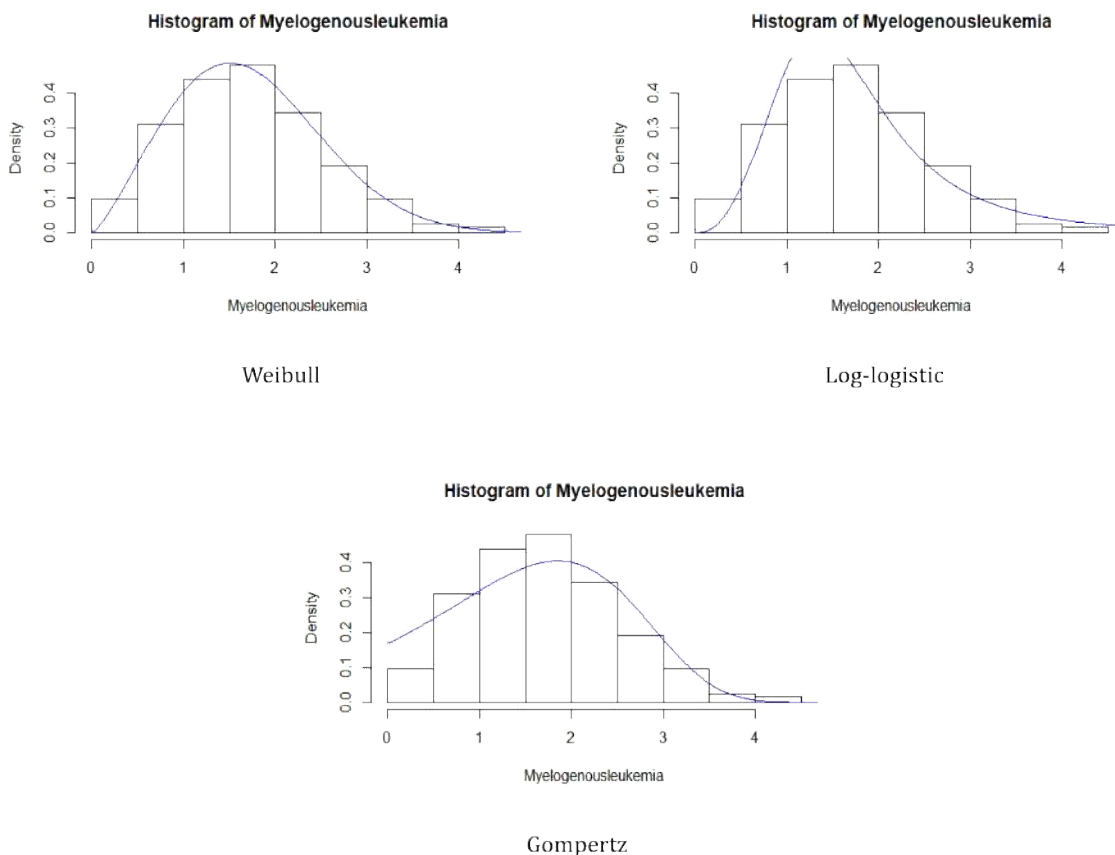 Histogram of Myelogenousleukemia
Density
0.0 0.1 0.2 0.3 0.4
0 1 2 3 4
Myelogenousleukemia
Weibull
Histogram of Myelogenousleukemia
Density
0.0 0.1 0.2 0.3 0.4
0 1 2 3 4
Myelogenousleukemia
Log-logistic
Histogram of Myelogenousleukemia
Density
0.0 0.1 0.2 0.3 0.4
0 1 2 3 4
Myelogenousleukemia
Gompertz